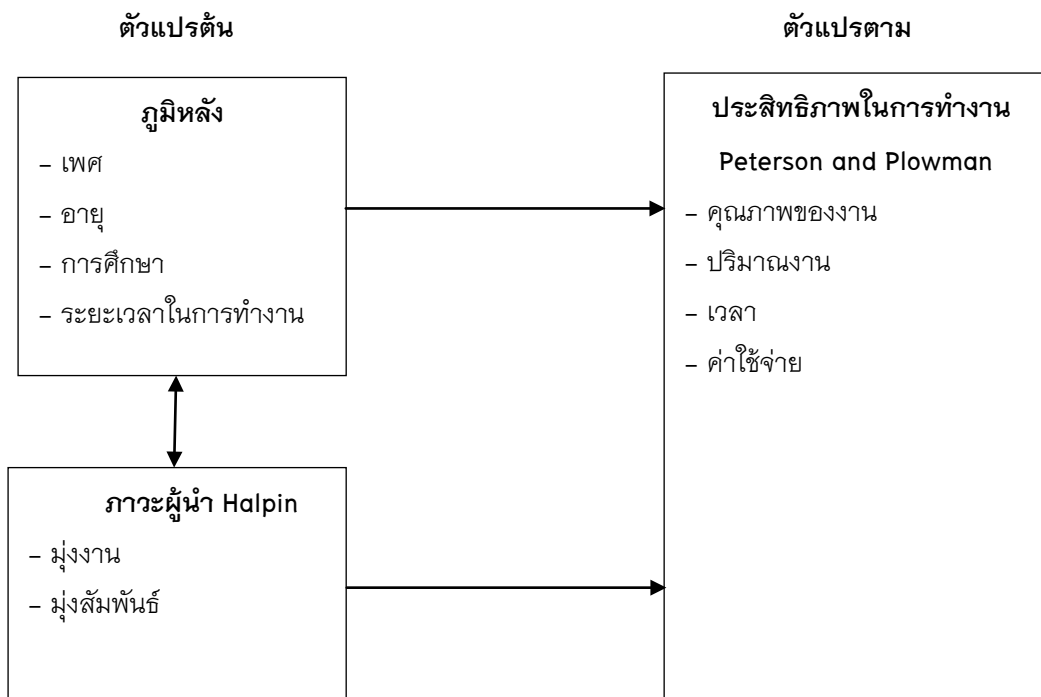 ตัวแปรต้น
ตัวแปรตาม
ภูมิหลัง
– เพศ
– อายุ
– การศึกษา
– ระยะเวลาในการทำงาน
ภาวะผู้นำ Halpin
– มุ่งงาน
– มุ่งสัมพันธ์
ประสิทธิภาพในการทำงาน
Peterson and Plowman
– คุณภาพของงาน
– ปริมาณงาน
– เวลา
– ค่าใช้จ่าย